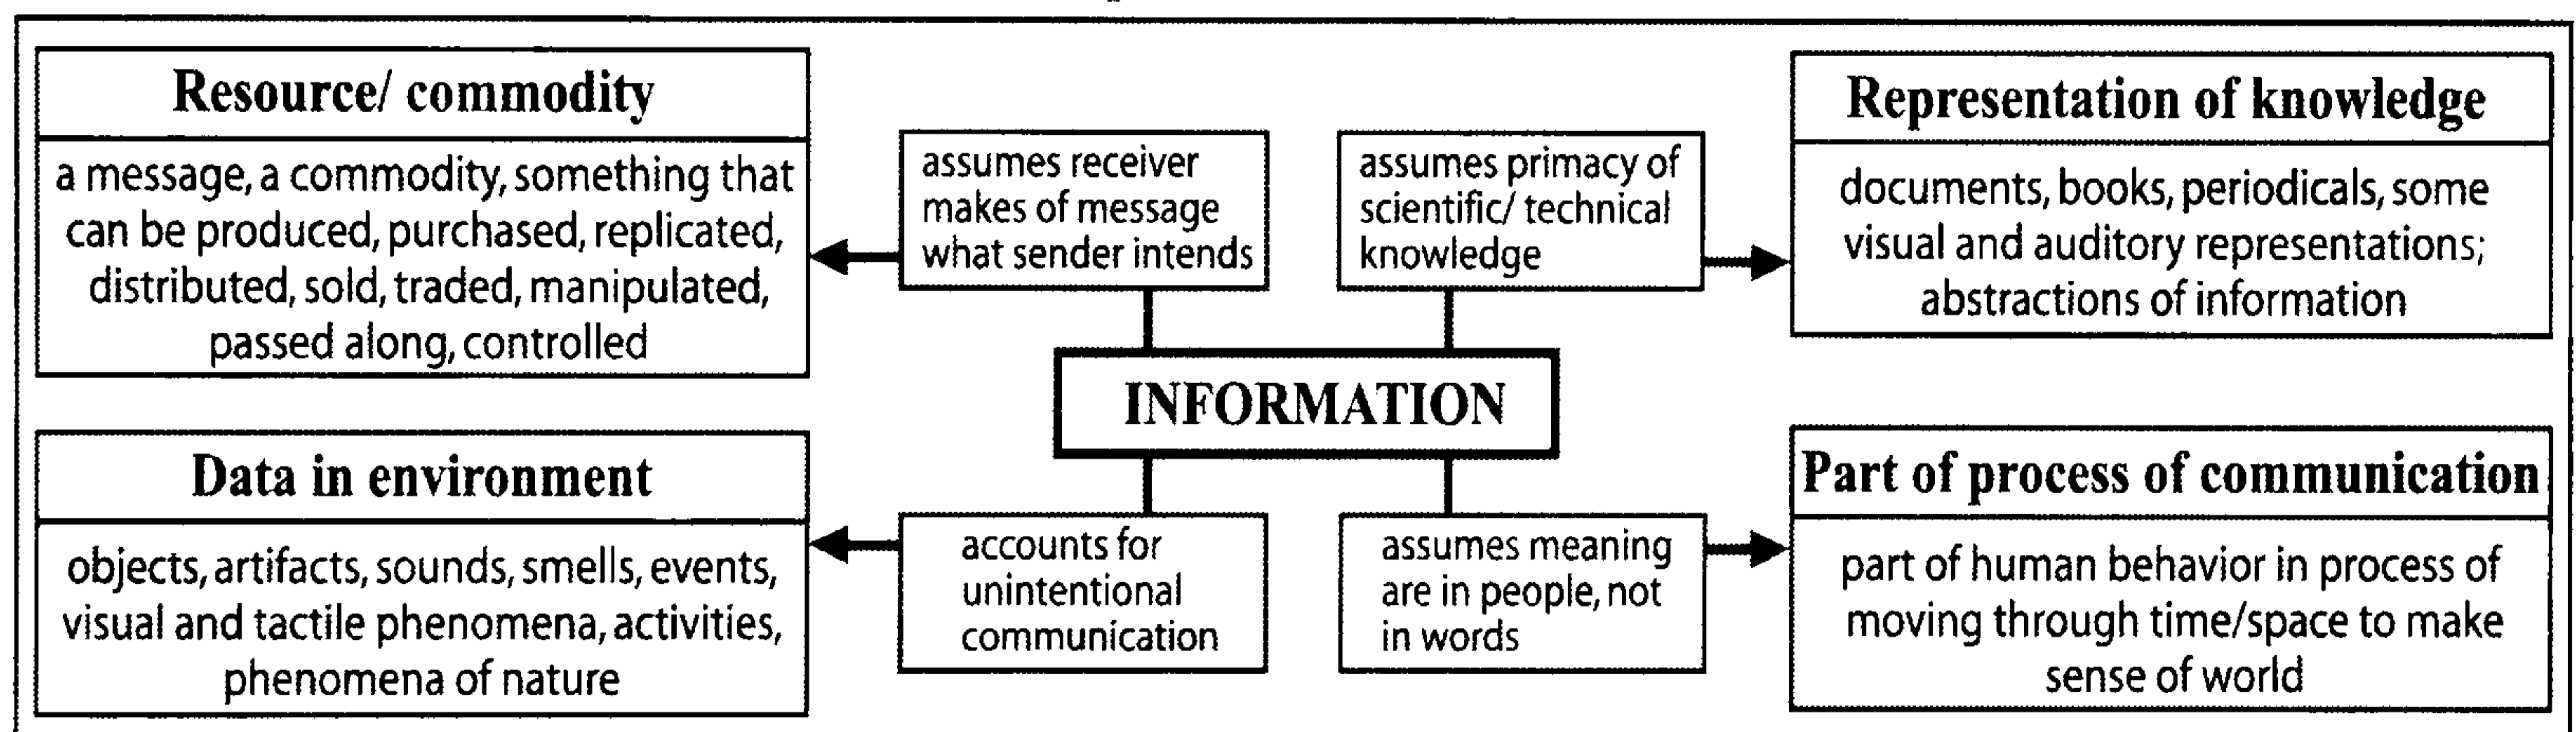 Resource/ commodity
a message, a commodity, something that
can be produced, purchased, replicated,
distributed, sold, traded, manipulated,
passed along, controlled
assumes receiver
makes of message
what sender intends
assumes primacy of
scientific/ technical
knowledge
Representation of knowledge
documents, books, periodicals, some
visual and auditory representations;
abstractions of information
INFORMATION
Data in environment
objects, artifacts, sounds, smells, events,
visual and tactile phenomena, activities,
phenomena of nature
accounts for
unintentional
communication
assumes meaning
are in people, not
in words
Part of process of communication
part of human behavior in process of
moving through time/space to make
sense of world